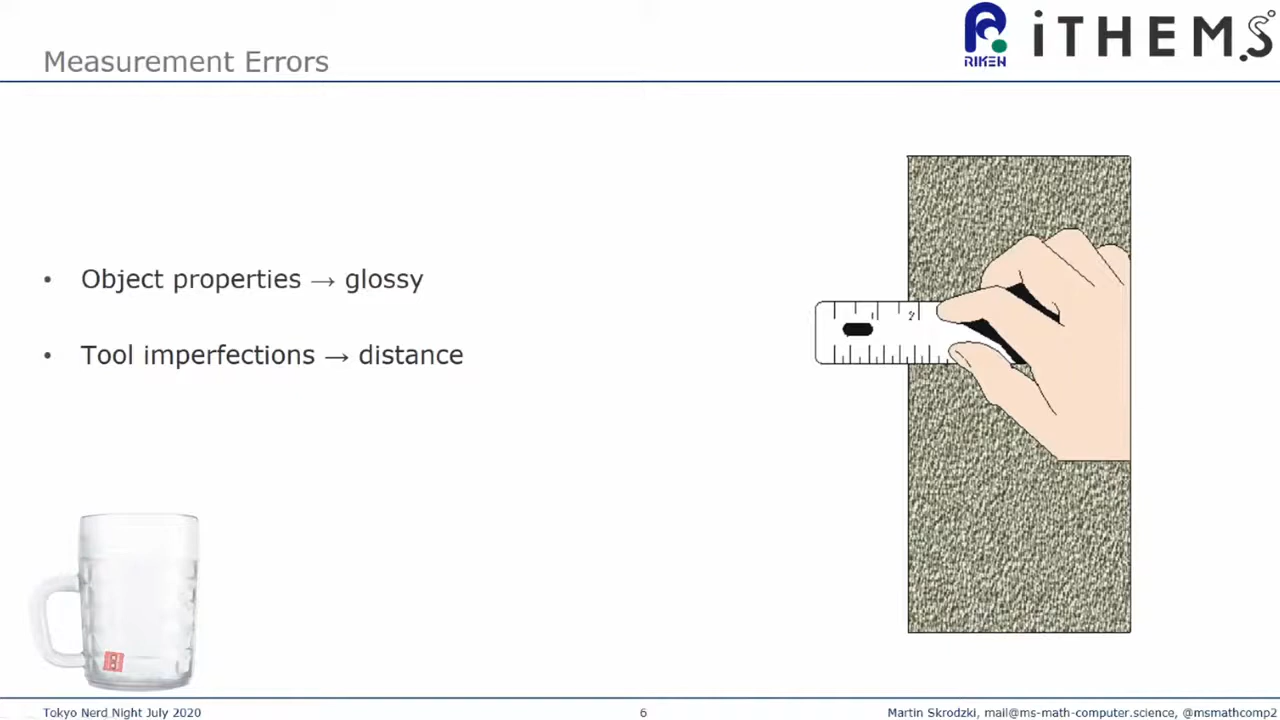 Measurement Errors
RIKEN
iTHEMS
• Object properties → glossy
• Tool imperfections → distance
1 2
Tokyo Nerd Night July 2020
6
Martin Skrodzki, mail@ms-math-computer.science, @msmathcomp2